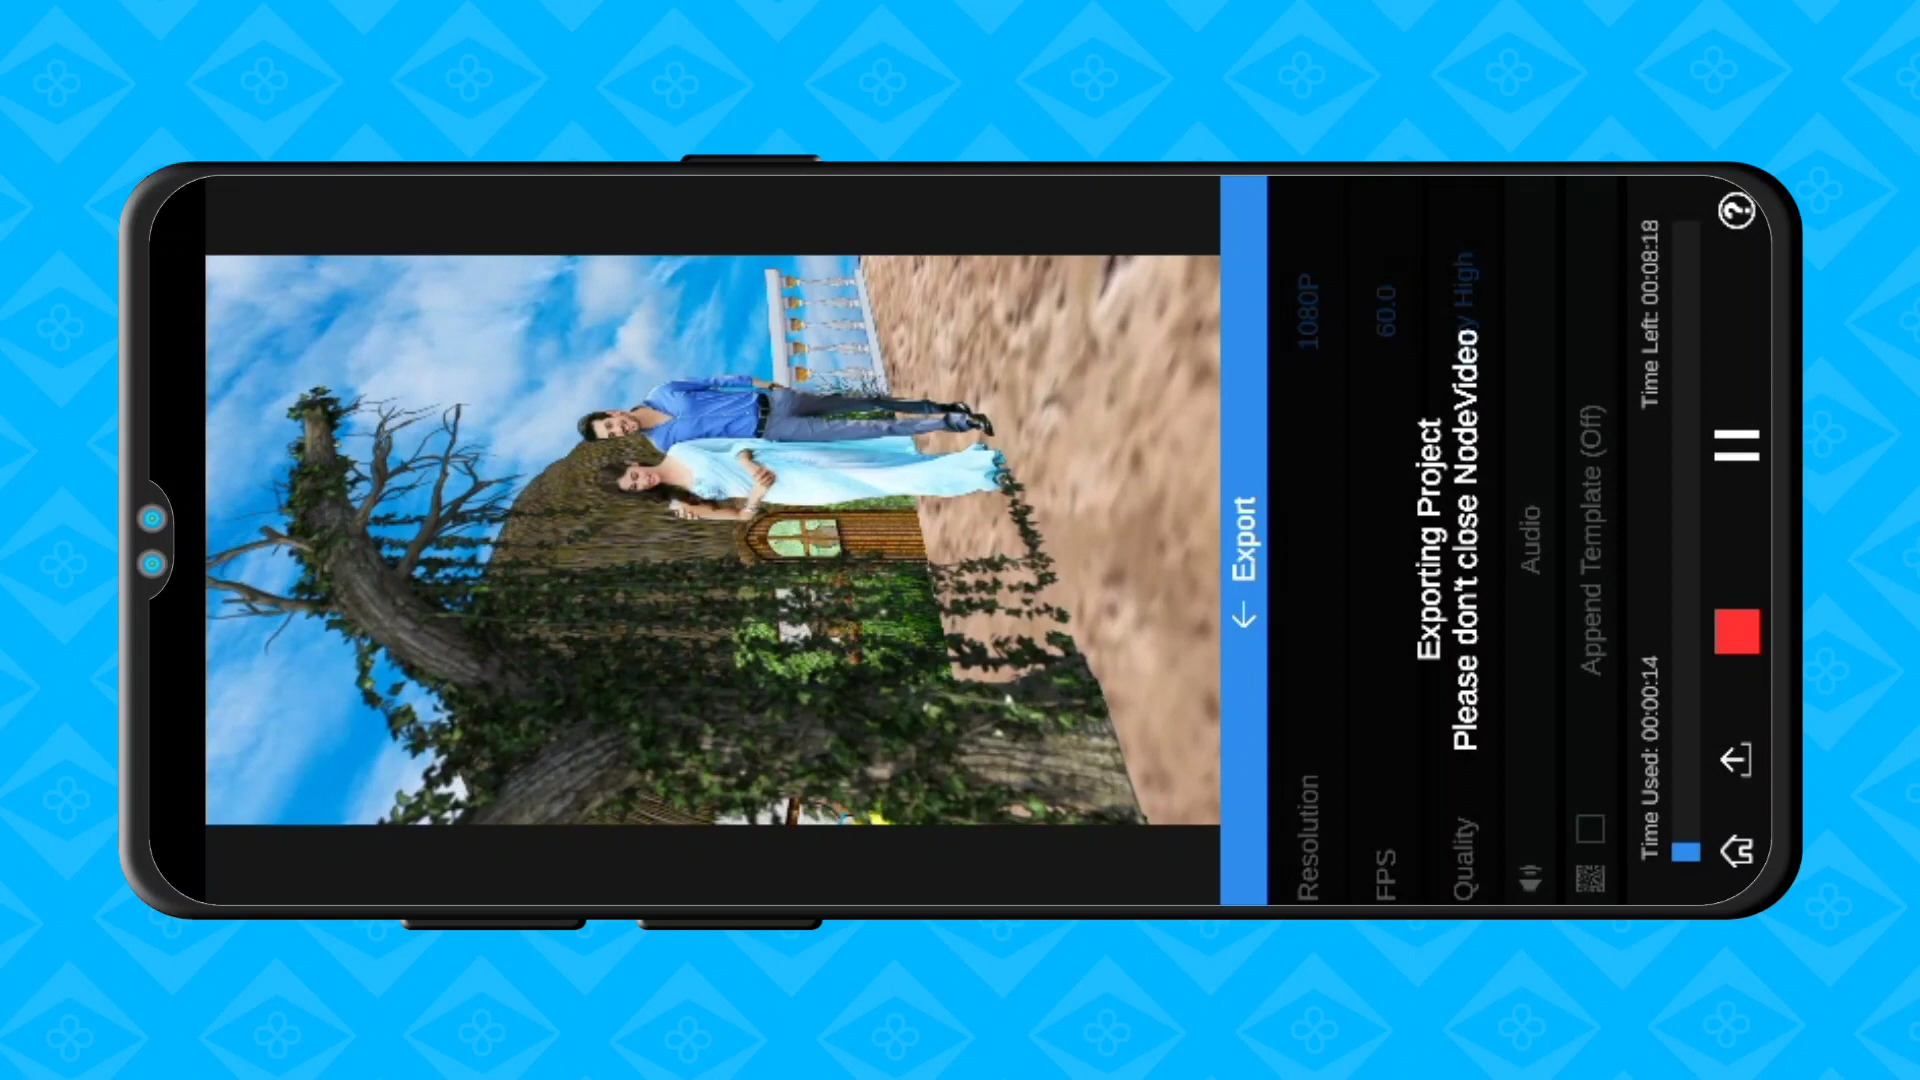 ← Export
Resolution 1080P
FPS 60.0
Exporting Project
Quality y High
Please don't close NodeVideo
Audio
Append Template (Off)
Time Used: 00:00:14 Time Left: 00:08:18
?